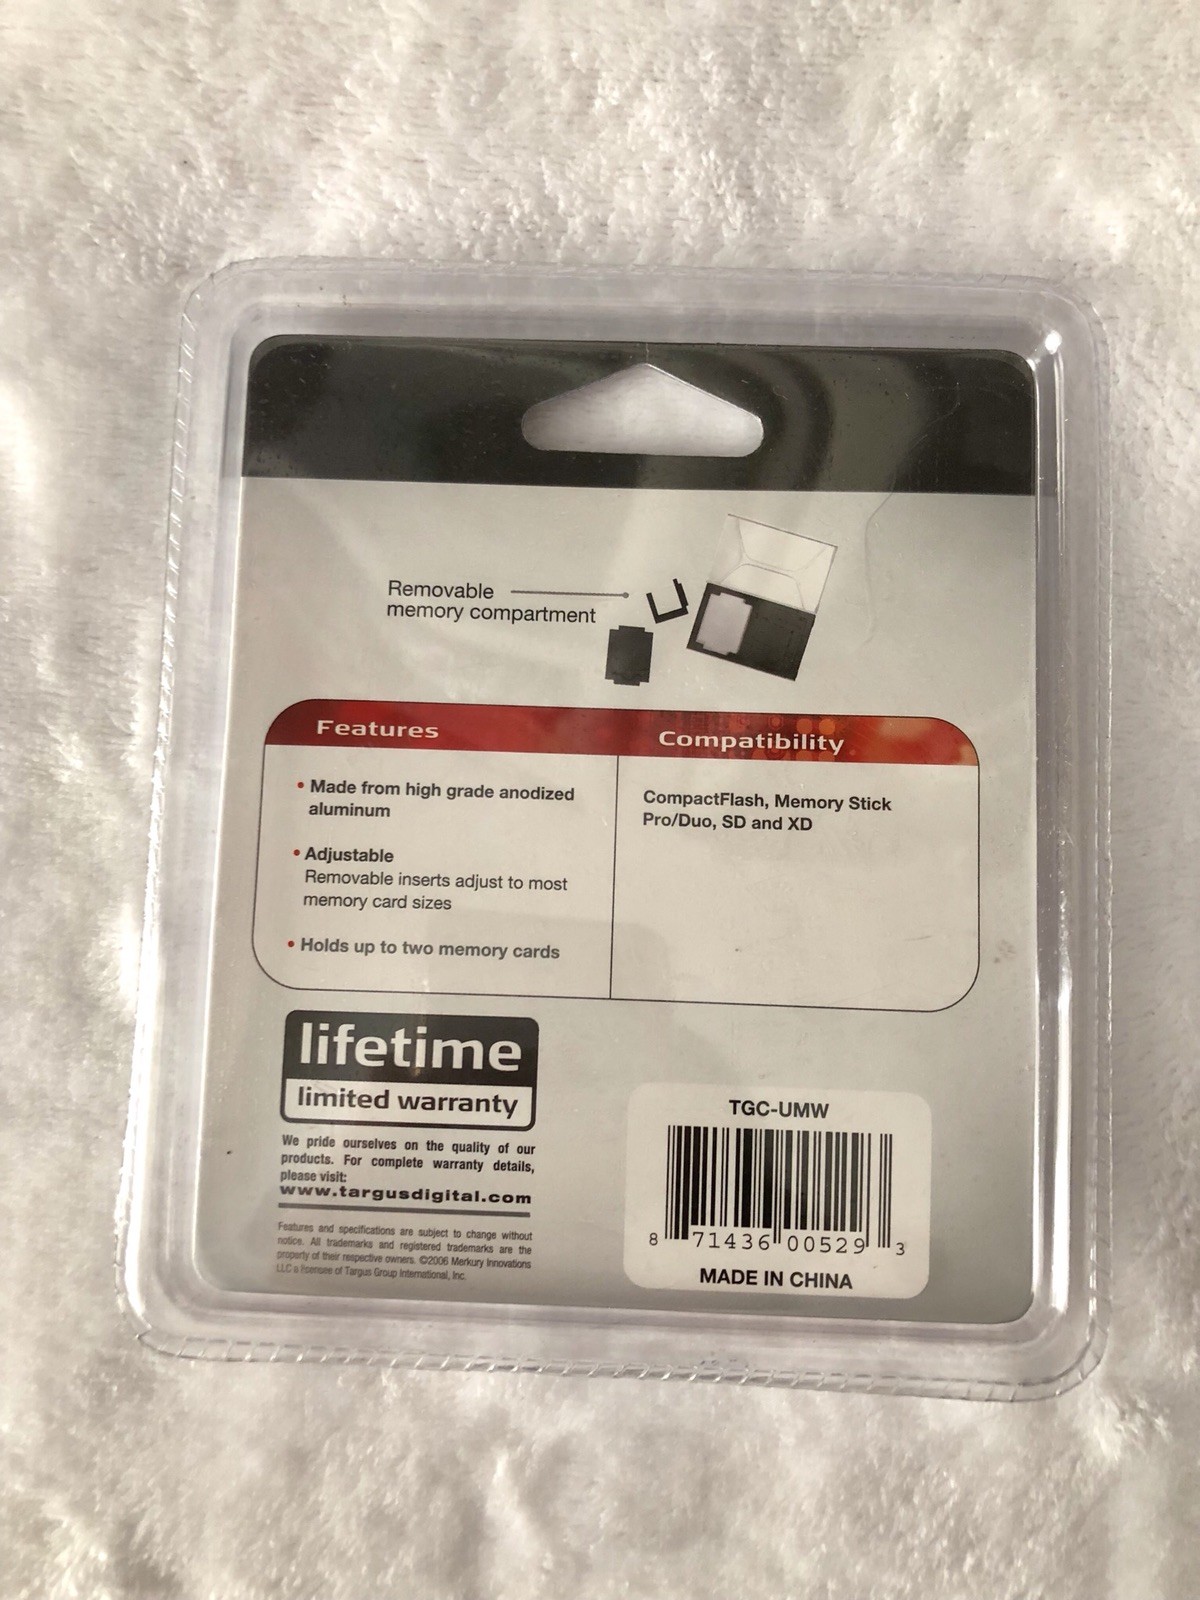 Removable
memory compartment
Features
• Made from high grade anodized
aluminum
• Adjustable
Removable inserts adjust to most
memory card sizes
• Holds up to two memory cards
Compatibility
CompactFlash, Memory Stick
Pro/Duo, SD and XD
lifetime
limited warranty
We pride ourselves on the quality of our
products. For complete warranty details,
please visit:
www.targusdigital.com
Features and specifications are subject to change without
notice. All trademarks and registered trademarks are the
property of their respective owners. ©2006 Merkury Innovations
LLC a licensee of Targus Group International, Inc.
TGC-UMW
8 71436 00529 3
MADE IN CHINA